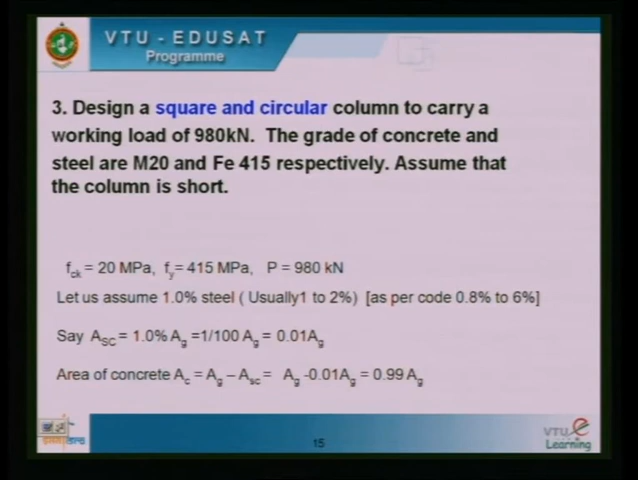 VTU - EDUSAT
Programme
3. Design a square and circular column to carry a
working load of 980kN. The grade of concrete and
steel are M20 and Fe 415 respectively. Assume that
the column is short.
fck = 20 MPa, fy= 415 MPa, P = 980 kN
Let us assume 1.0% steel ( Usually1 to 2%) [as per code 0.8% to 6%]
Say ASC = 1.0% Ag =1/100 Ag = 0.01Ag
Area of concrete Ac = Ag – Asc = Ag -0.01Ag = 0.99 Ag
15
VTU e
Learning